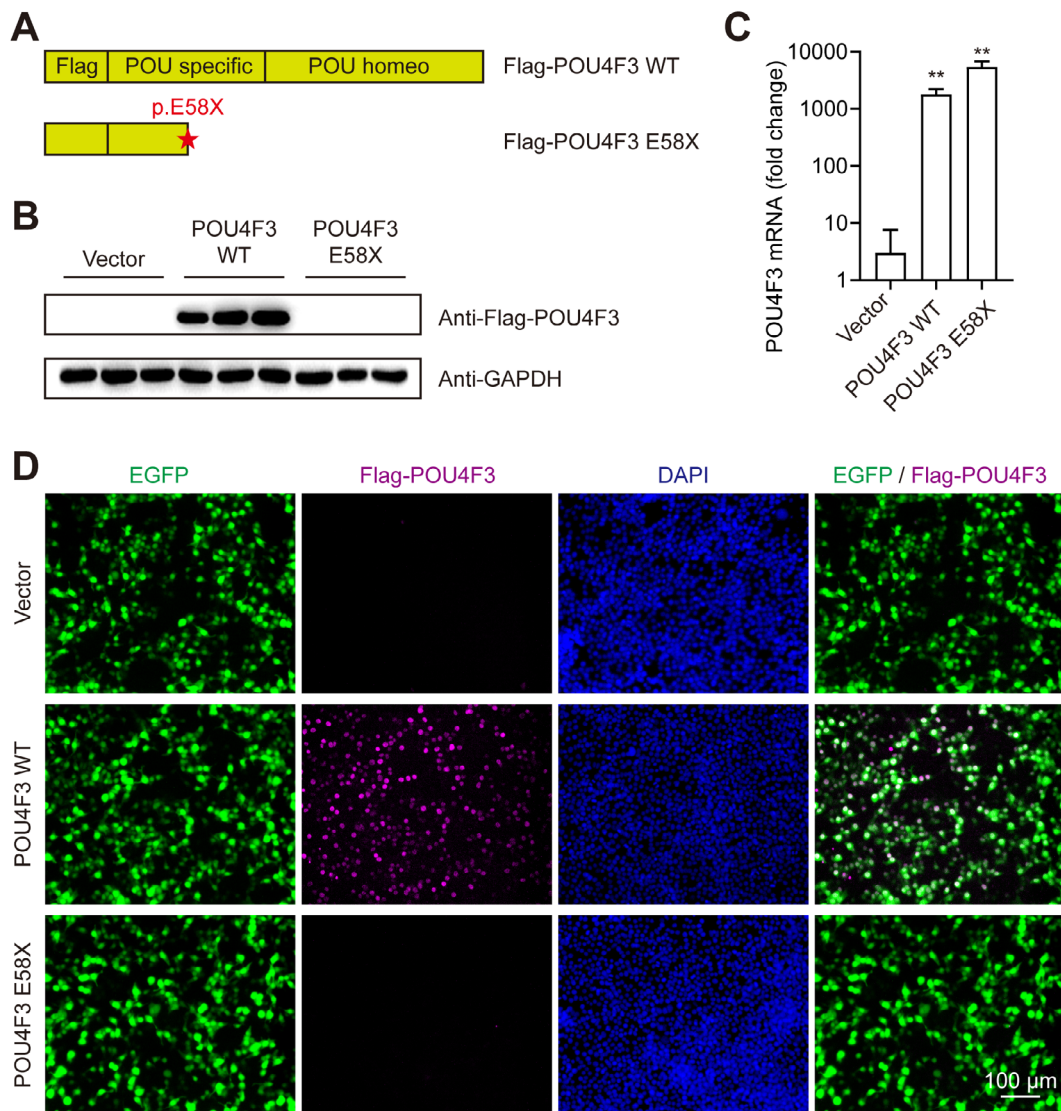 A
Flag POU specific POU homeo Flag-POU4F3 WT
p.E58X
Flag-POU4F3 E58X
B
Vector POU4F3 WT POU4F3 E58X
Anti-Flag-POU4F3
Anti-GAPDH
C
POU4F3 mRNA (fold change)
10000
1000
100
10
1
**
**
Vector
POU4F3 WT
POU4F3 E58X
D
EGFP Flag-POU4F3 DAPI EGFP / Flag-POU4F3
Vector
POU4F3 WT
POU4F3 E58X
100 μm